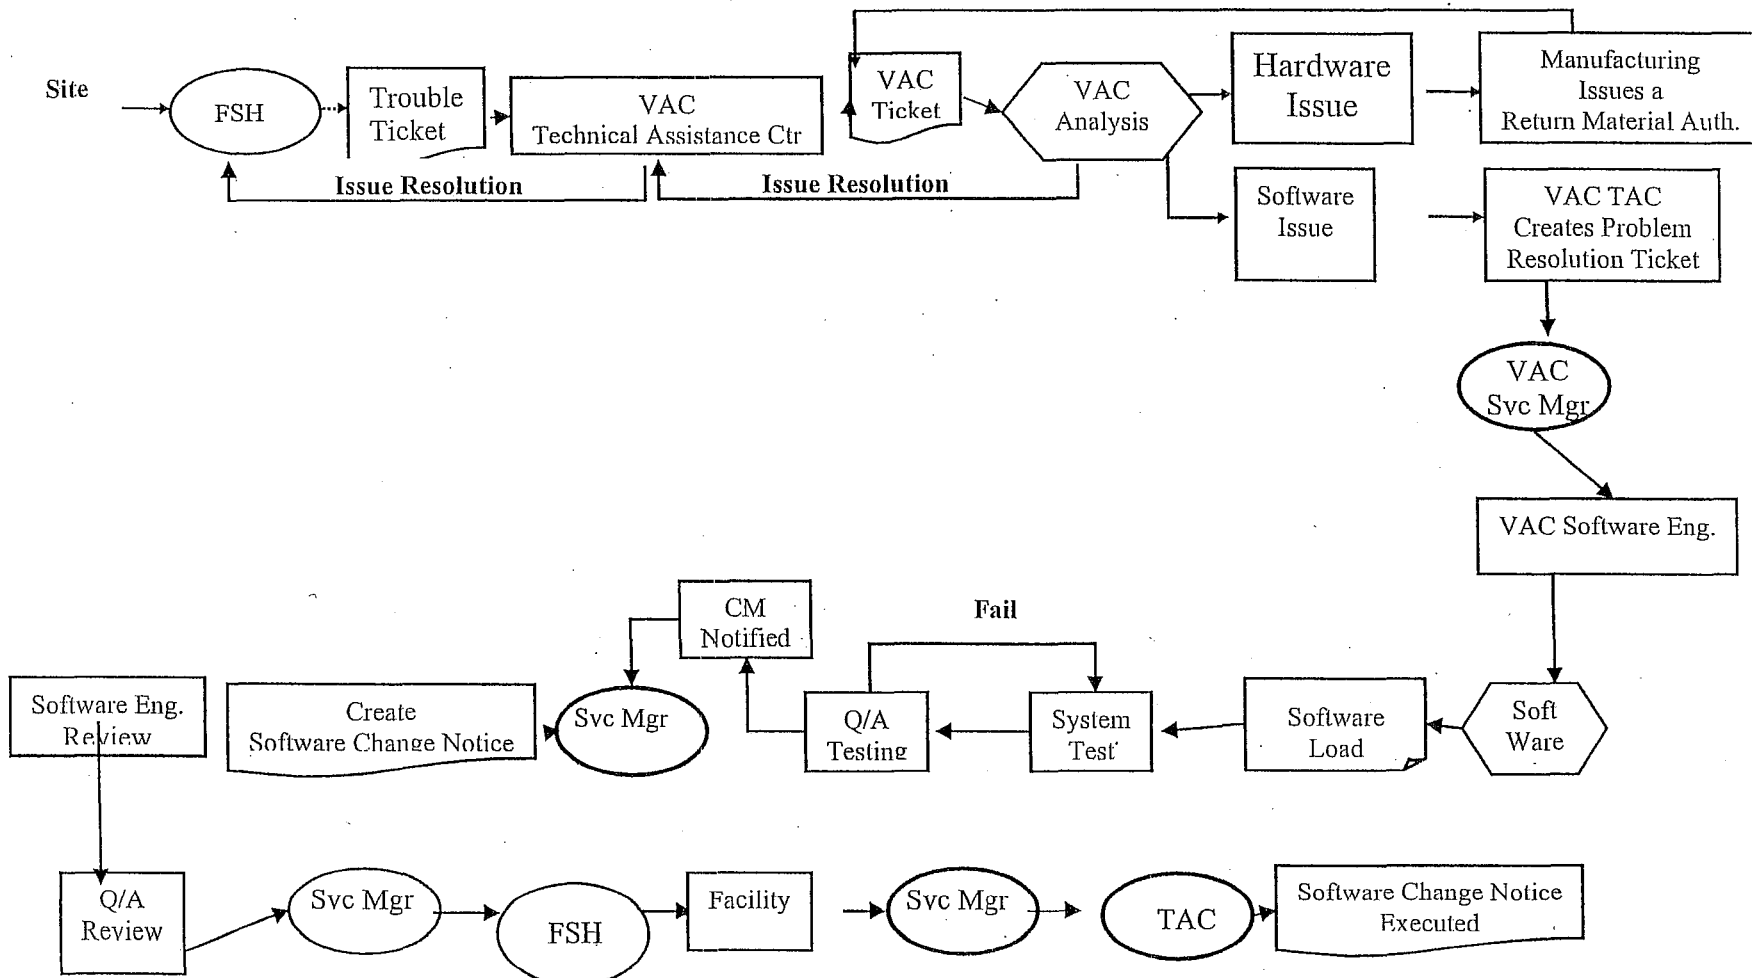 Site
FSH
Trouble
Ticket
VAC
Technical Assistance Ctr
VAC
Ticket
VAC
Analysis
Hardware
Issue
Manufacturing
Issues a
Return Material Auth.
Issue Resolution
Issue Resolution
Software
Issue
VAC TAC
Creates Problem
Resolution Ticket
VAC
Svc Mgr
VAC Software Eng.
Soft
Ware
Software
Load
System
Test
Fail
Q/A
Testing
CM
Notified
Svc Mgr
Create
Software Change Notice
Software Eng.
Review
Q/A
Review
Svc Mgr
FSH
Facility
Svc Mgr
TAC
Software Change Notice
Executed